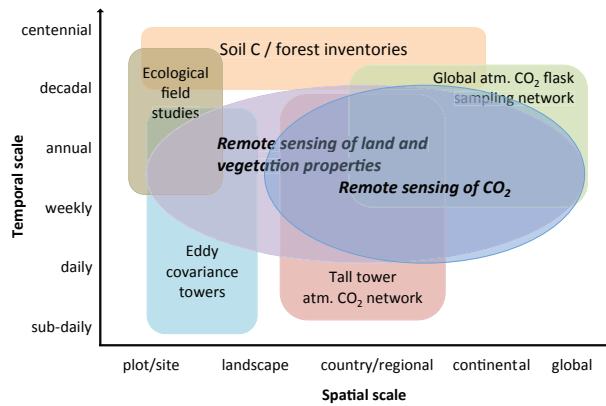 centennial
decadal
annual
weekly
daily
sub-daily
Temporal scale
Soil C / forest inventories
Ecological
field
studies
Global atm. CO₂ flask
sampling network
Remote sensing of land and
vegetation properties
Remote sensing of CO₂
Eddy
covariance
towers
Tall tower
atm. CO₂ network
plot/site
landscape
country/regional
continental
global
Spatial scale